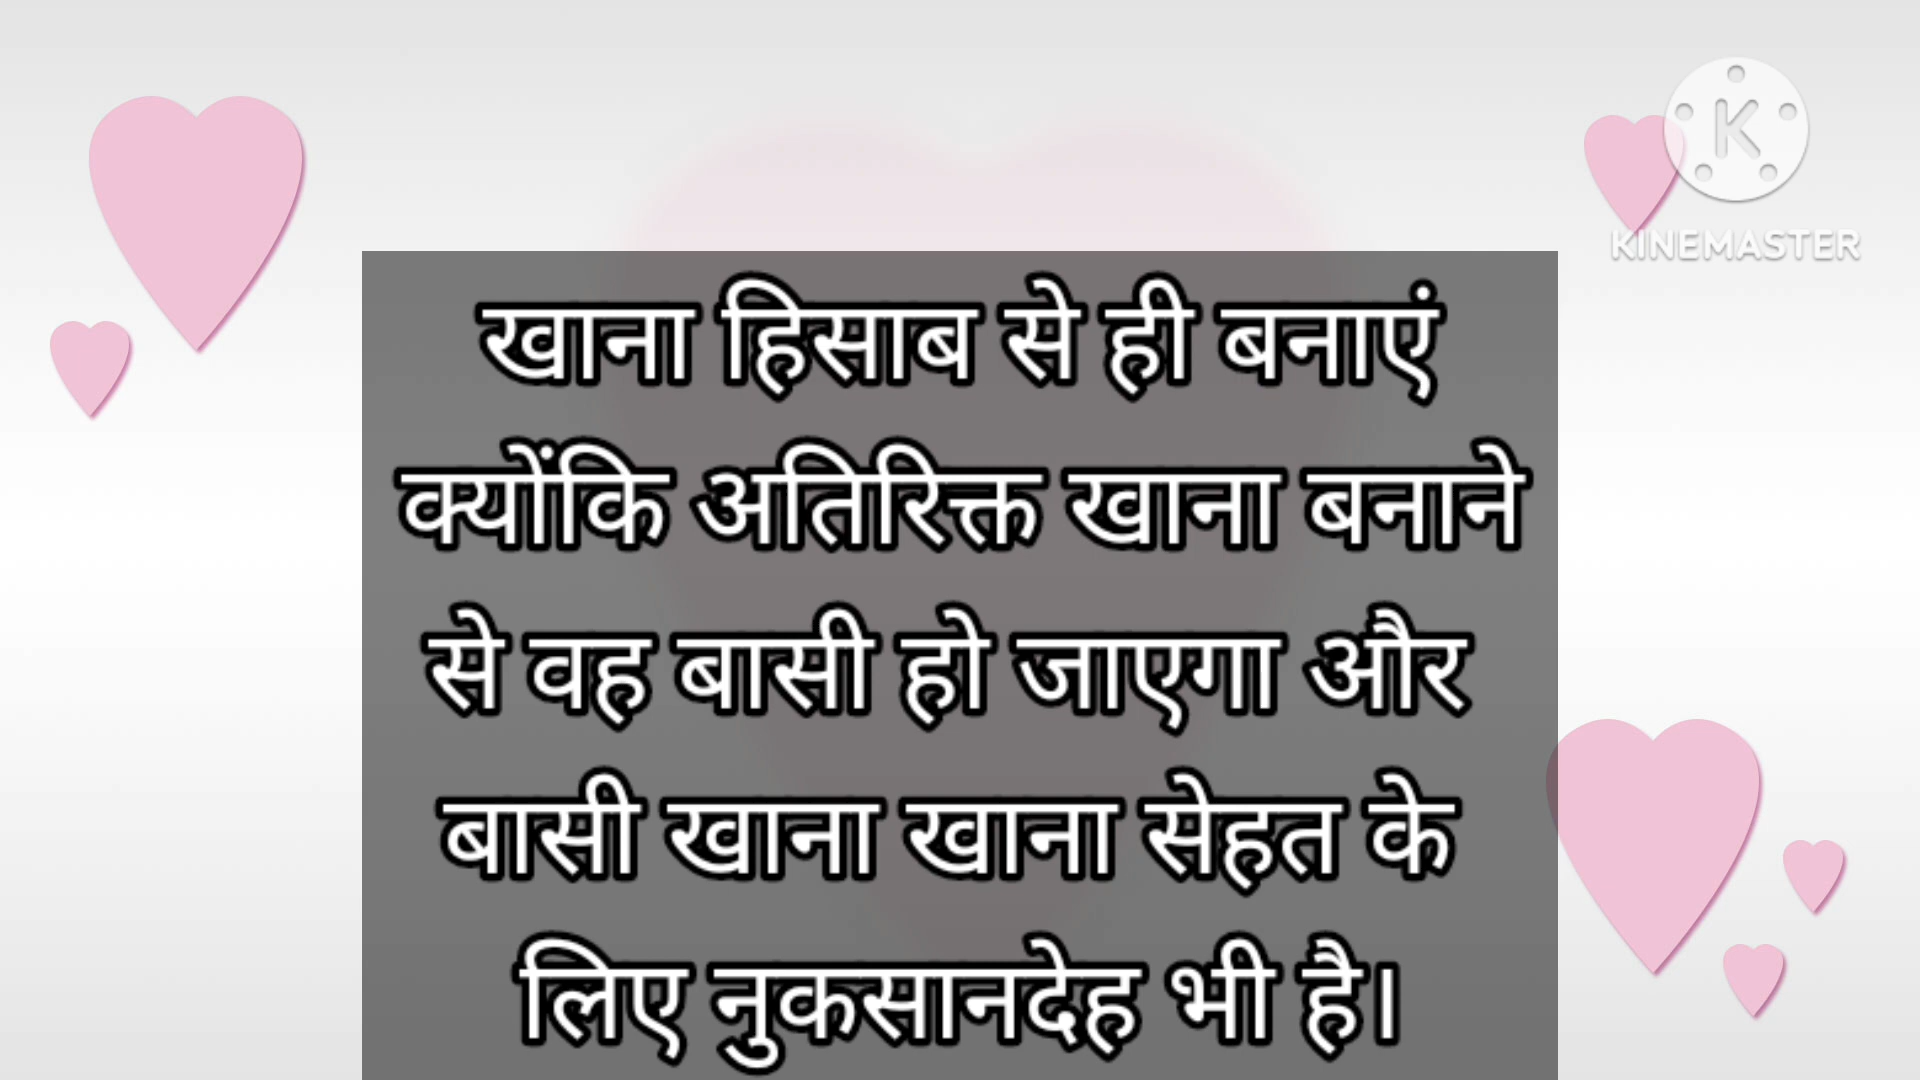 KINEMASTER
खाना हिसाब से ही बनाएं
क्योंकि अतिरिक्त खाना बनाने
से वह बासी हो जाएगा और
बासी खाना खाना सेहत के
लिए नुकसानदेह भी है।